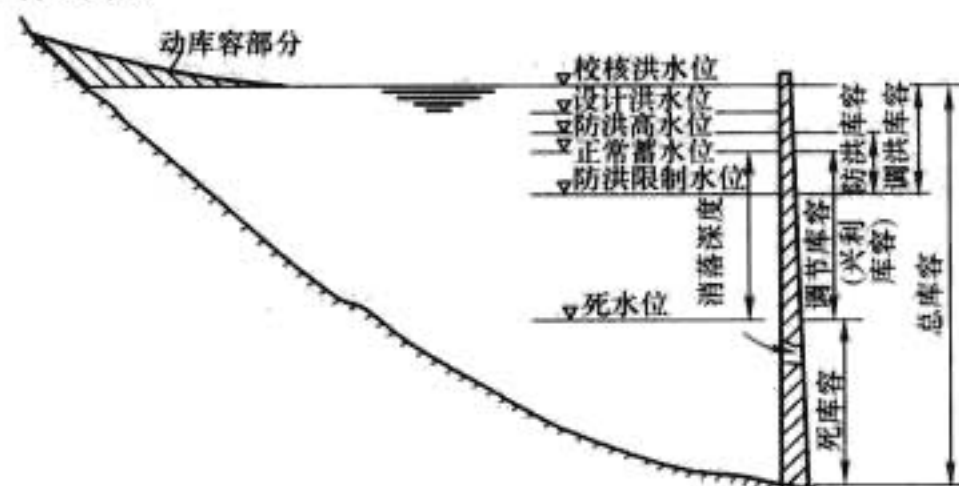 动库容部分
校核洪水位
设计洪水位
防洪高水位
正常蓄水位
防洪限制水位
死水位
消落深度
调节库容
(兴利
库容)
防洪库容
调洪库容
总库容
死库容